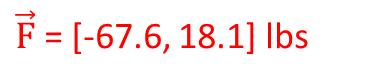 F⃗ = [-67.6, 18.1] lbs